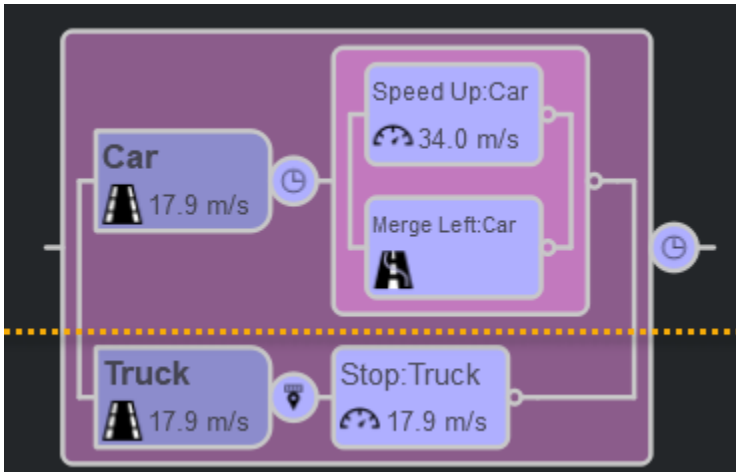 Car
17.9 m/s
Speed Up:Car
34.0 m/s
Merge Left:Car
Truck
17.9 m/s
Stop:Truck
17.9 m/s